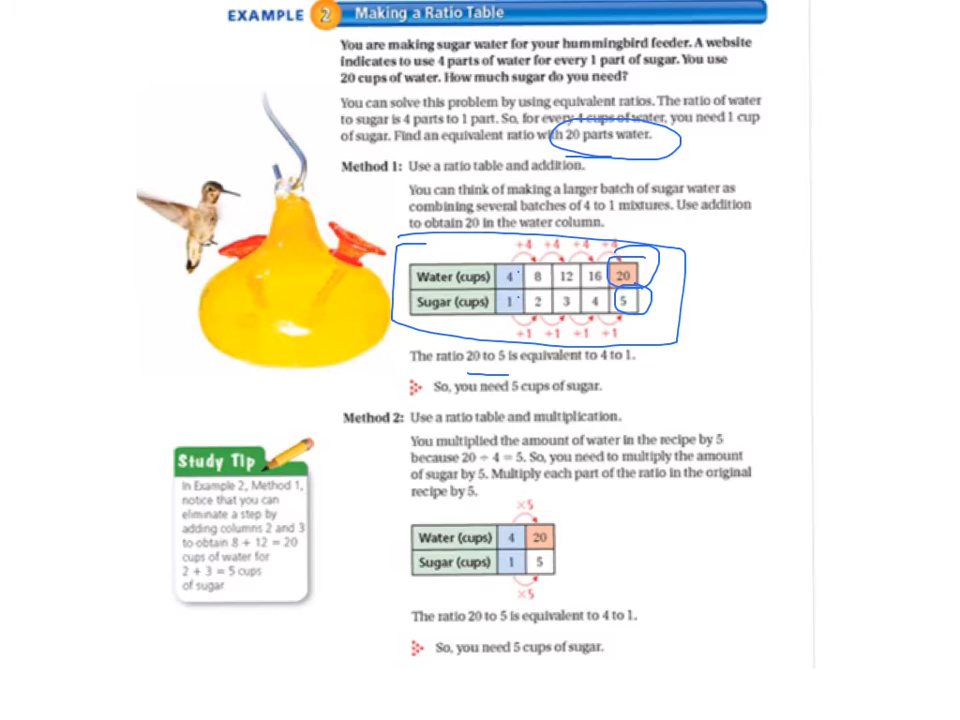 EXAMPLE 2 Making a Ratio Table
You are making sugar water for your hummingbird feeder. A website
indicates to use 4 parts of water for every 1 part of sugar. You use
20 cups of water. How much sugar do you need?
You can solve this problem by using equivalent ratios. The ratio of water
to sugar is 4 parts to 1 part. So, for every 4 cups of water, you need 1 cup
of sugar. Find an equivalent ratio with 20 parts water.
Method 1: Use a ratio table and addition.
You can think of making a larger batch of sugar water as
combining several batches of 4 to 1 mixtures. Use addition
to obtain 20 in the water column.
+4 +4 +4 +4
Water (cups) 4 8 12 16 20
Sugar (cups) 1 2 3 4 5
+1 +1 +1 +1
The ratio 20 to 5 is equivalent to 4 to 1.
So, you need 5 cups of sugar.
Method 2: Use a ratio table and multiplication.
You multiplied the amount of water in the recipe by 5
because 20 ÷ 4 = 5. So, you need to multiply the amount
of sugar by 5. Multiply each part of the ratio in the original
recipe by 5.
×5
Water (cups) 4 20
Sugar (cups) 1 5
×5
The ratio 20 to 5 is equivalent to 4 to 1.
So, you need 5 cups of sugar.
Study Tip
In Example 2, Method 1,
notice that you can
eliminate a step by
adding columns 2 and 3
to obtain 8 + 12 = 20
cups of water for
2 + 3 = 5 cups
of sugar.